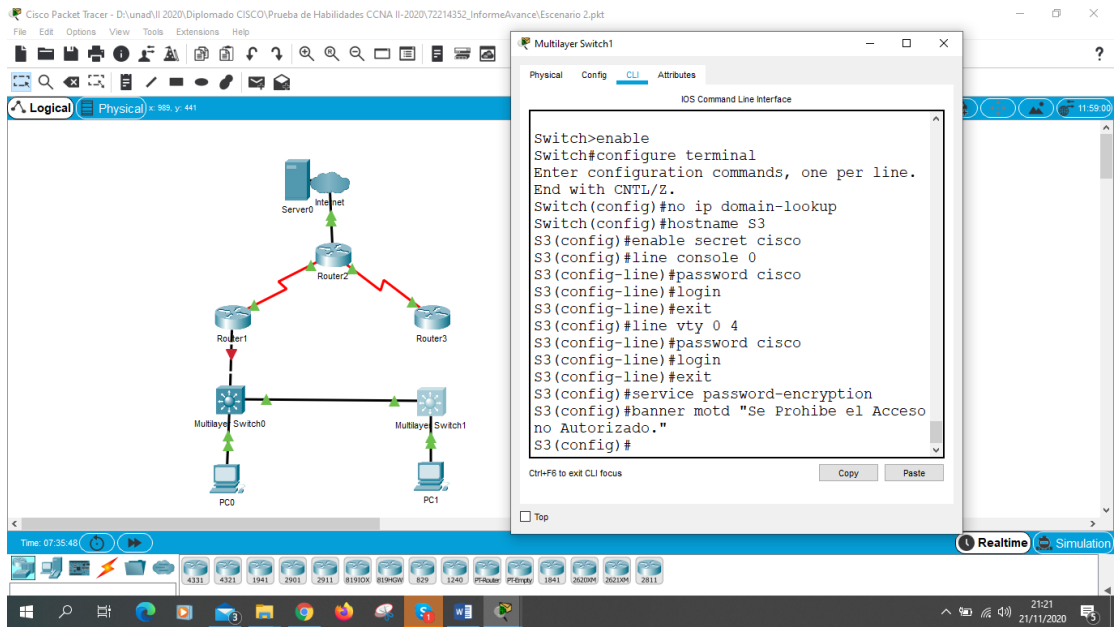 Cisco Packet Tracer - D:\unad\II 2020\Diplomado CISCO\Prueba de Habilidades CCNA II-2020\72214352_InformeAvance\Escenario 2.pkt
File Edit Options View Tools Extensions Help
?
Logical Physical x: 989, y: 441
11:59:00
Server0
Internet
Router2
Router1
Router3
Multilayer Switch0
Multilayer Switch1
PC0
PC1
Multilayer Switch1
Physical Config CLI Attributes
IOS Command Line Interface
Switch>enable
Switch#configure terminal
Enter configuration commands, one per line.
End with CNTL/Z.
Switch(config)#no ip domain-lookup
Switch(config)#hostname S3
S3(config)#enable secret cisco
S3(config)#line console 0
S3(config-line)#password cisco
S3(config-line)#login
S3(config-line)#exit
S3(config)#line vty 0 4
S3(config-line)#password cisco
S3(config-line)#login
S3(config-line)#exit
S3(config)#service password-encryption
S3(config)#banner motd "Se Prohibe el Acceso
no Autorizado."
S3(config)#
Ctrl+F6 to exit CLI focus
Copy Paste
Top
Time: 07:35:48
Realtime Simulation
4331 4321 1941 2901 2911 819IOX 819HGW 829 1240 PT-Router PT-Empty 1841 2620XM 2621XM 2811
3
21:21
21/11/2020
5